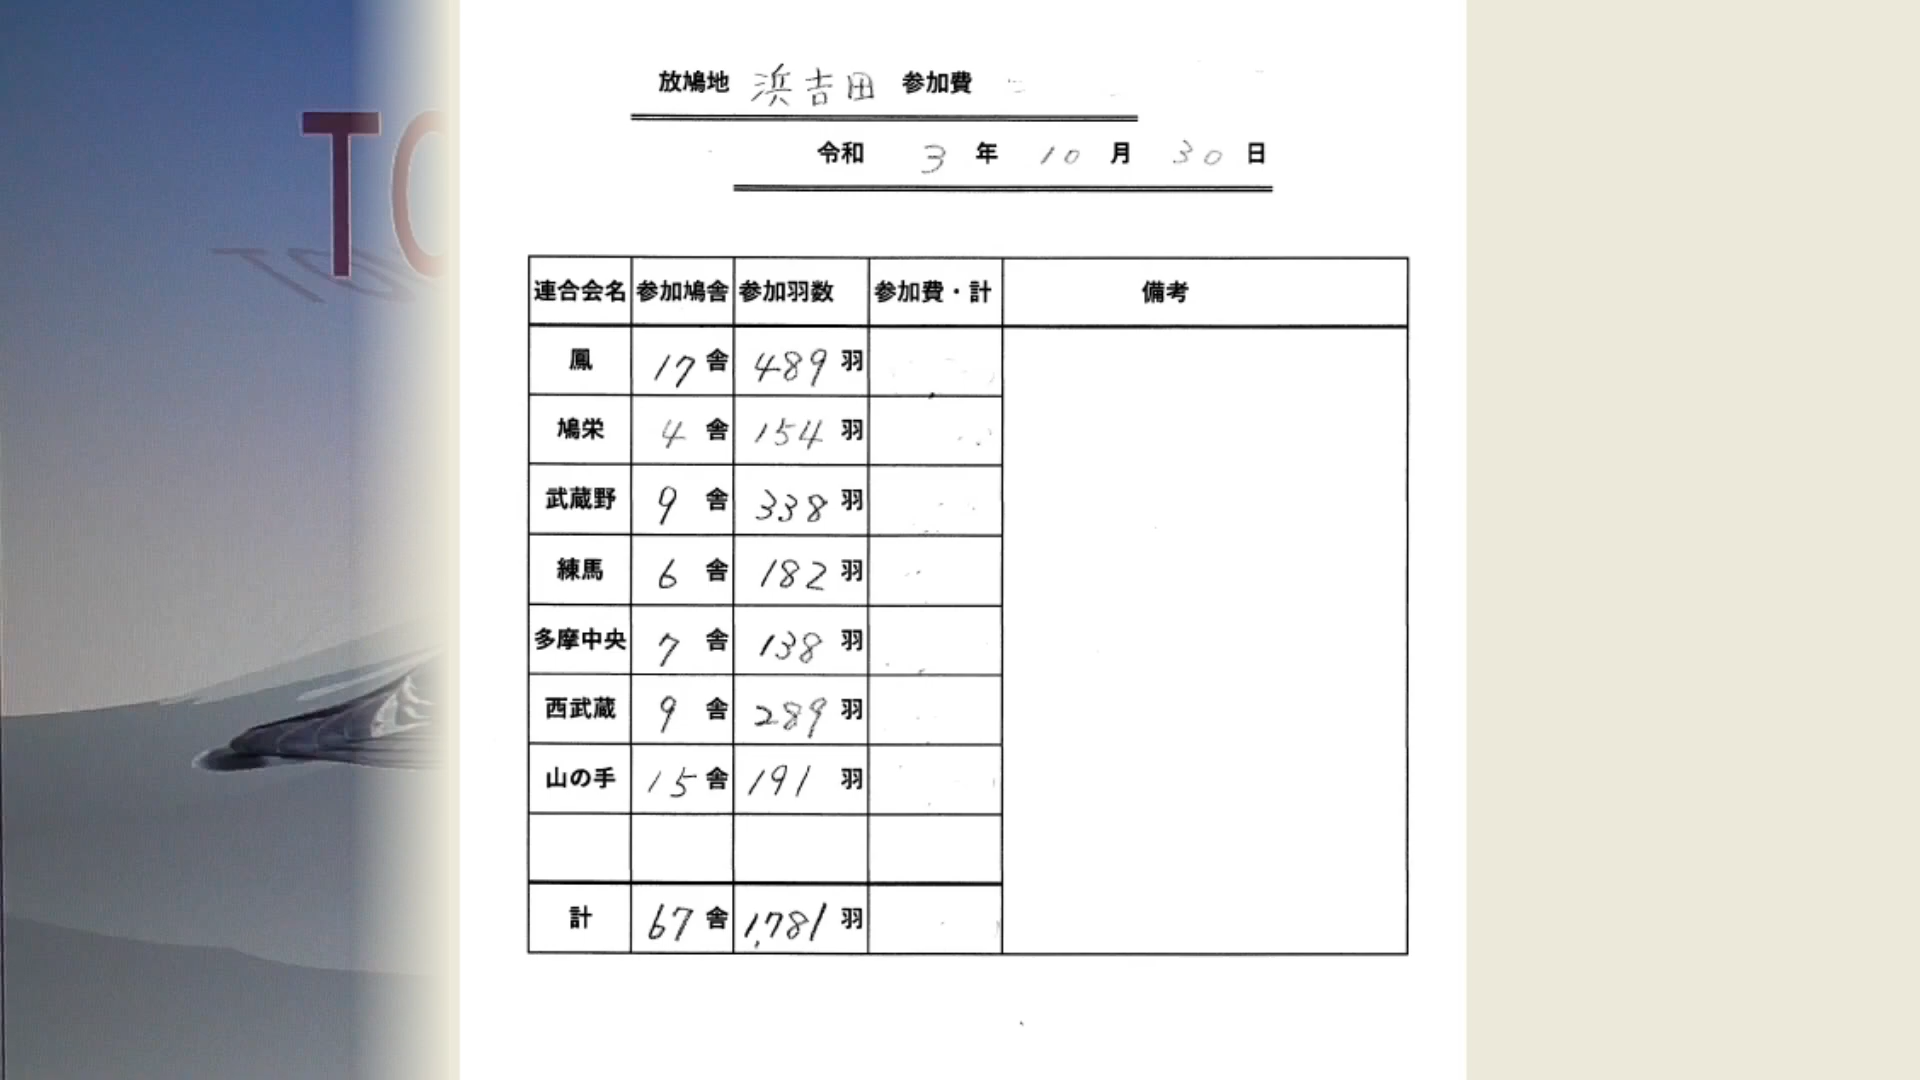 TO
放鳩地 浜吉田 参加費
令和 3 年 10 月 30 日
連合会名 参加鳩舎 参加羽数 参加費・計 備考
鳳 17 舎 489 羽
鳩栄 4 舎 154 羽
武蔵野 9 舎 338 羽
練馬 6 舎 182 羽
多摩中央 7 舎 138 羽
西武蔵 9 舎 289 羽
山の手 15 舎 191 羽
計 67 舎 1,781 羽